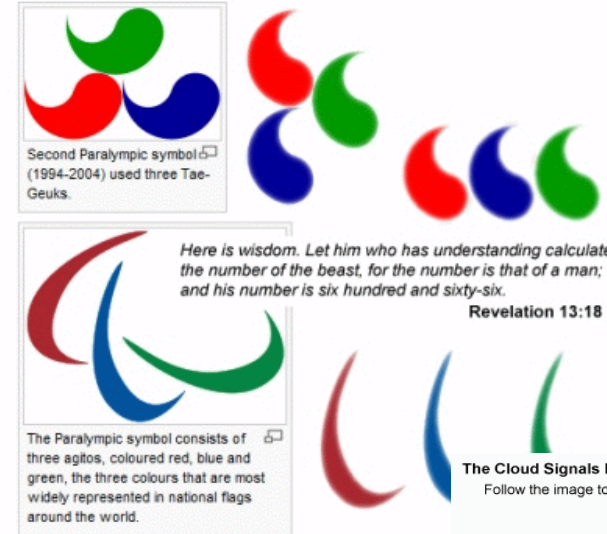 Second Paralympic symbol
(1994-2004) used three Tae-
Geuks.
Here is wisdom. Let him who has understanding calculate
the number of the beast, for the number is that of a man;
and his number is six hundred and sixty-six.
Revelation 13:18
The Paralympic symbol consists of
three agitos, coloured red, blue and
green, the three colours that are most
widely represented in national flags
around the world.
The Cloud Signals
Follow the image to